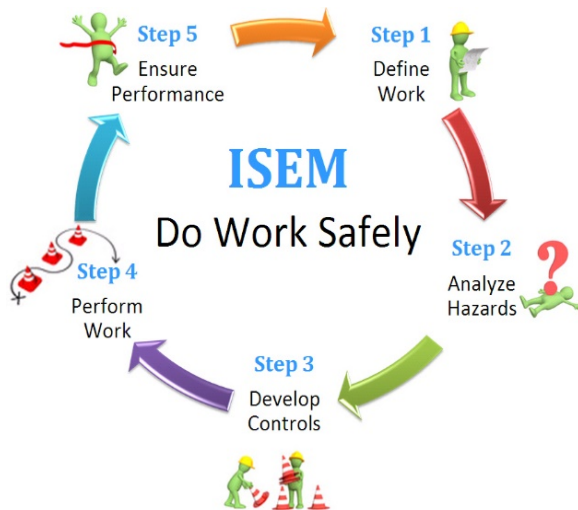 ISEM
Do Work Safely
Step 1
Define
Work
Step 2
Analyze
Hazards
?
Step 3
Develop
Controls
Step 4
Perform
Work
Step 5
Ensure
Performance